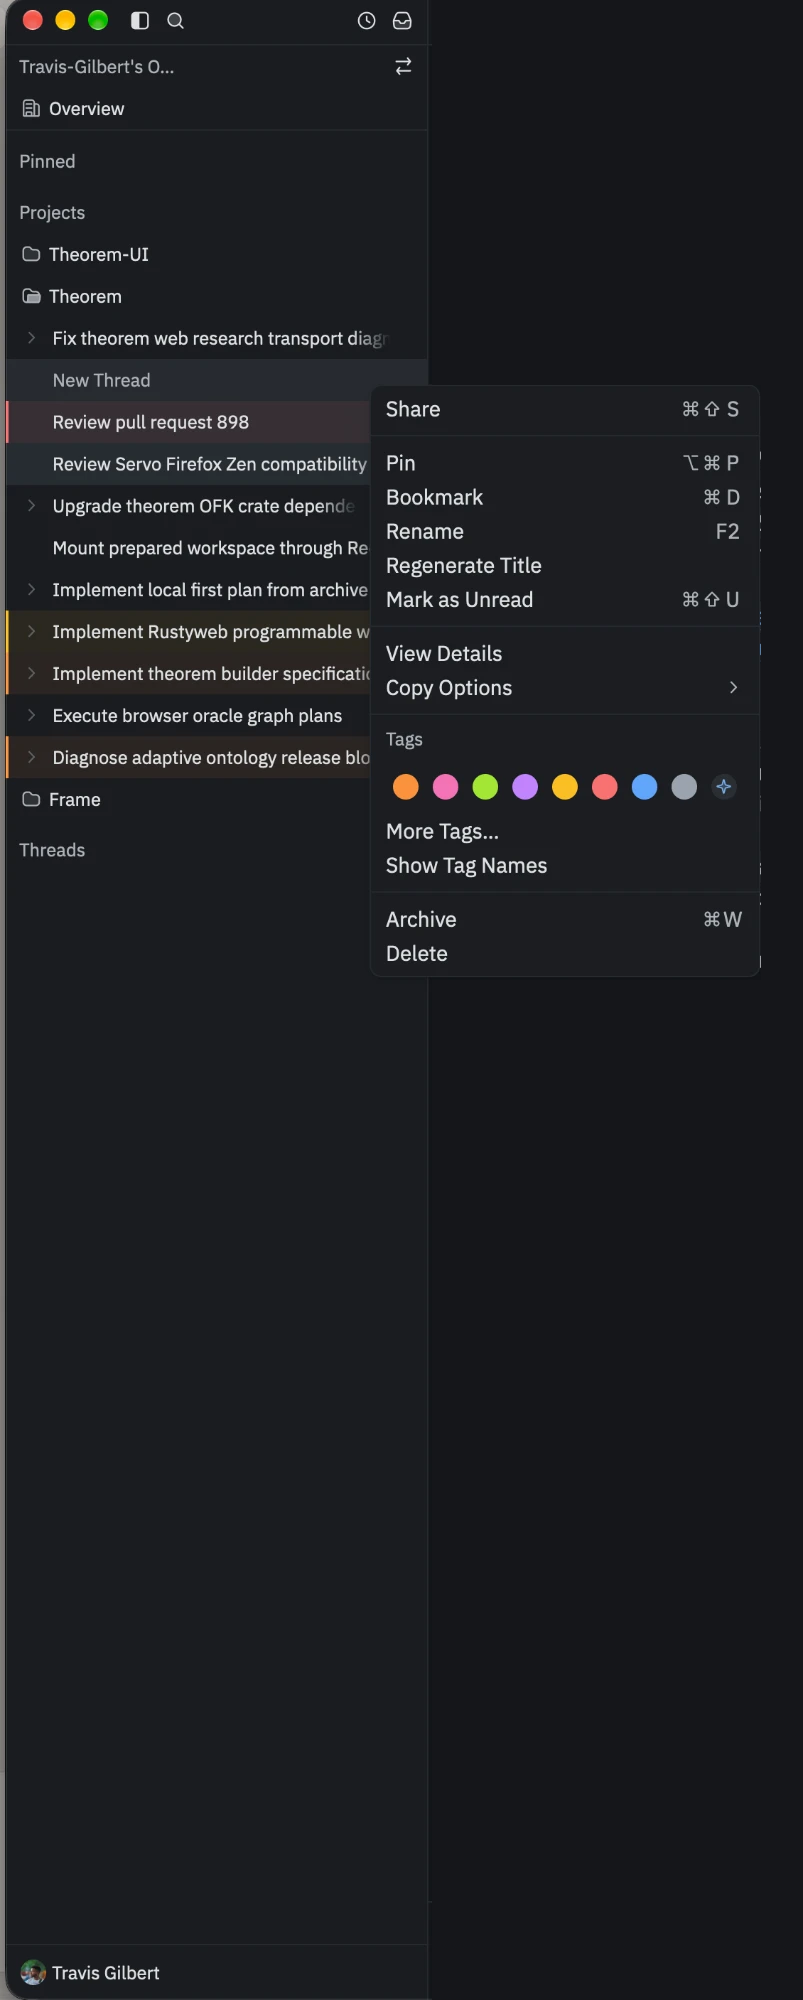 Travis-Gilbert's O...
Overview
Pinned
Projects
Theorem-UI
Theorem
Fix theorem web research transport diagr
New Thread
Review pull request 898
Review Servo Firefox Zen compatibility
Upgrade theorem OFK crate depende
Mount prepared workspace through Re
Implement local first plan from archive
Implement Rustyweb programmable w
Implement theorem builder specificatio
Execute browser oracle graph plans
Diagnose adaptive ontology release blo
Frame
Threads
Share ⌘⇧ S
Pin ⌥⌘ P
Bookmark ⌘ D
Rename F2
Regenerate Title
Mark as Unread ⌘⇧ U
View Details
Copy Options
Tags
More Tags...
Show Tag Names
Archive ⌘W
Delete
Travis Gilbert